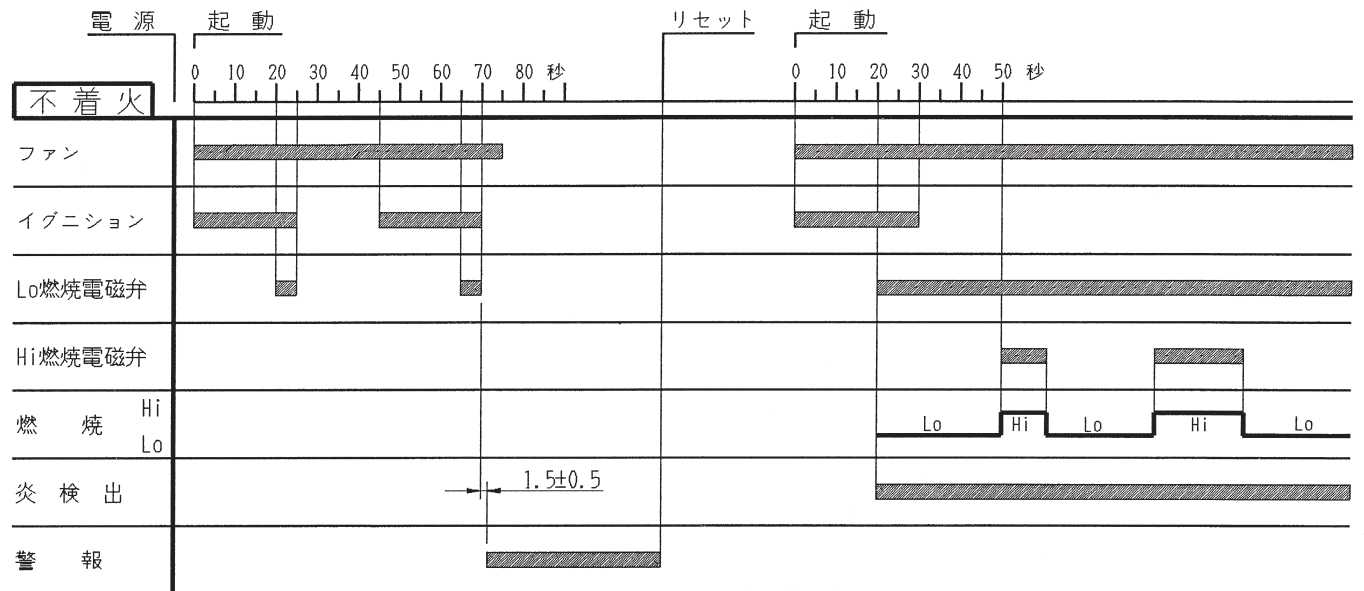 電源 起動 リセット 起動
0 10 20 30 40 50 60 70 80 秒 0 10 20 30 40 50 秒
不着火
ファン
イグニション
Lo燃焼電磁弁
Hi燃焼電磁弁
燃焼 Hi Lo Lo Hi Lo Hi Lo
炎検出 1.5±0.5
警報